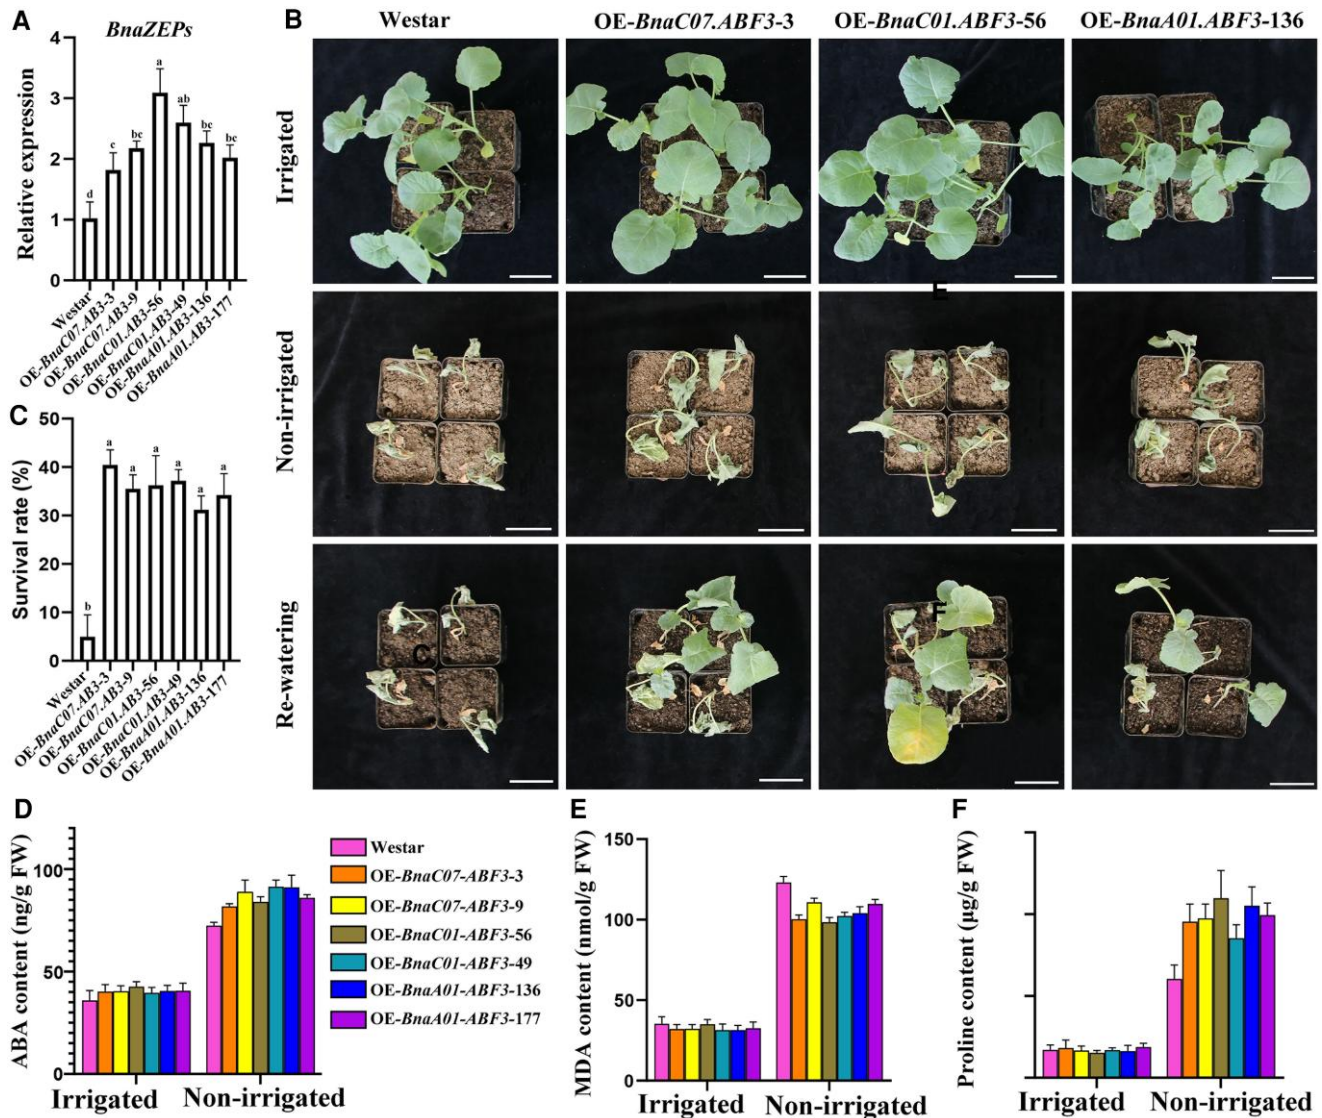 A
BnaZEPs
Relative expression
4
3
2
1
0
d
c
bc
a
ab
bc
bc
Westar
OE-BnaC07.AB3-3
OE-BnaC07.AB3-9
OE-BnaC01.AB3-56
OE-BnaC01.AB3-49
OE-BnaA01.AB3-136
OE-BnaA01.AB3-177
B
Westar
OE-BnaC07.ABF3-3
OE-BnaC01.ABF3-56
OE-BnaA01.ABF3-136
Irrigated
Non-irrigated
Re-watering
E
F
C
C
Survival rate (%)
50
40
30
20
10
0
b
a
a
a
a
a
a
Westar
OE-BnaC07.AB3-3
OE-BnaC07.AB3-9
OE-BnaC01.AB3-56
OE-BnaC01.AB3-49
OE-BnaA01.AB3-136
OE-BnaA01.AB3-177
D
ABA content (ng/g FW)
100
50
0
Irrigated
Non-irrigated
Westar
OE-BnaC07-ABF3-3
OE-BnaC07-ABF3-9
OE-BnaC01-ABF3-56
OE-BnaC01-ABF3-49
OE-BnaA01-ABF3-136
OE-BnaA01-ABF3-177
E
MDA content (nmol/g FW)
150
100
50
0
Irrigated
Non-irrigated
F
Proline content (µg/g FW)
Irrigated
Non-irrigated